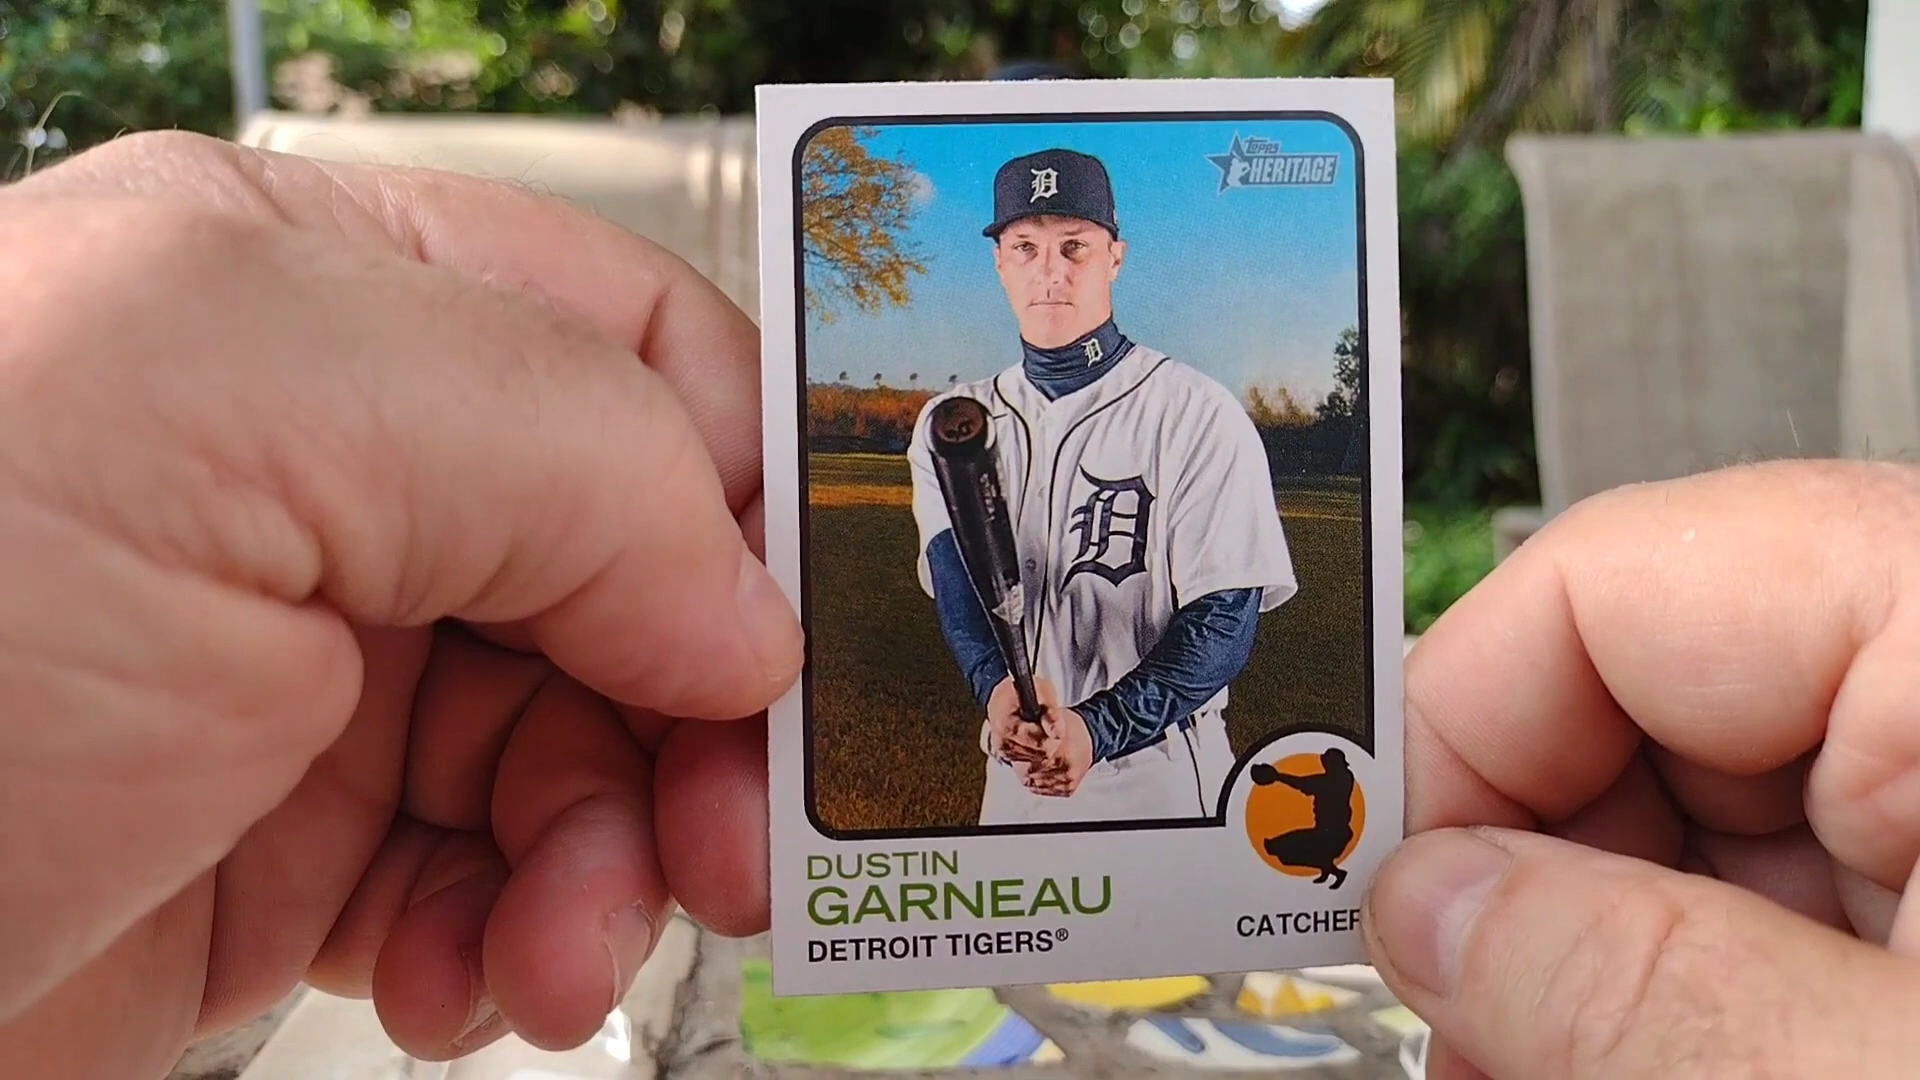 D
Topps
HERITAGE
D
D
DUSTIN
GARNEAU
DETROIT TIGERS®
CATCHER